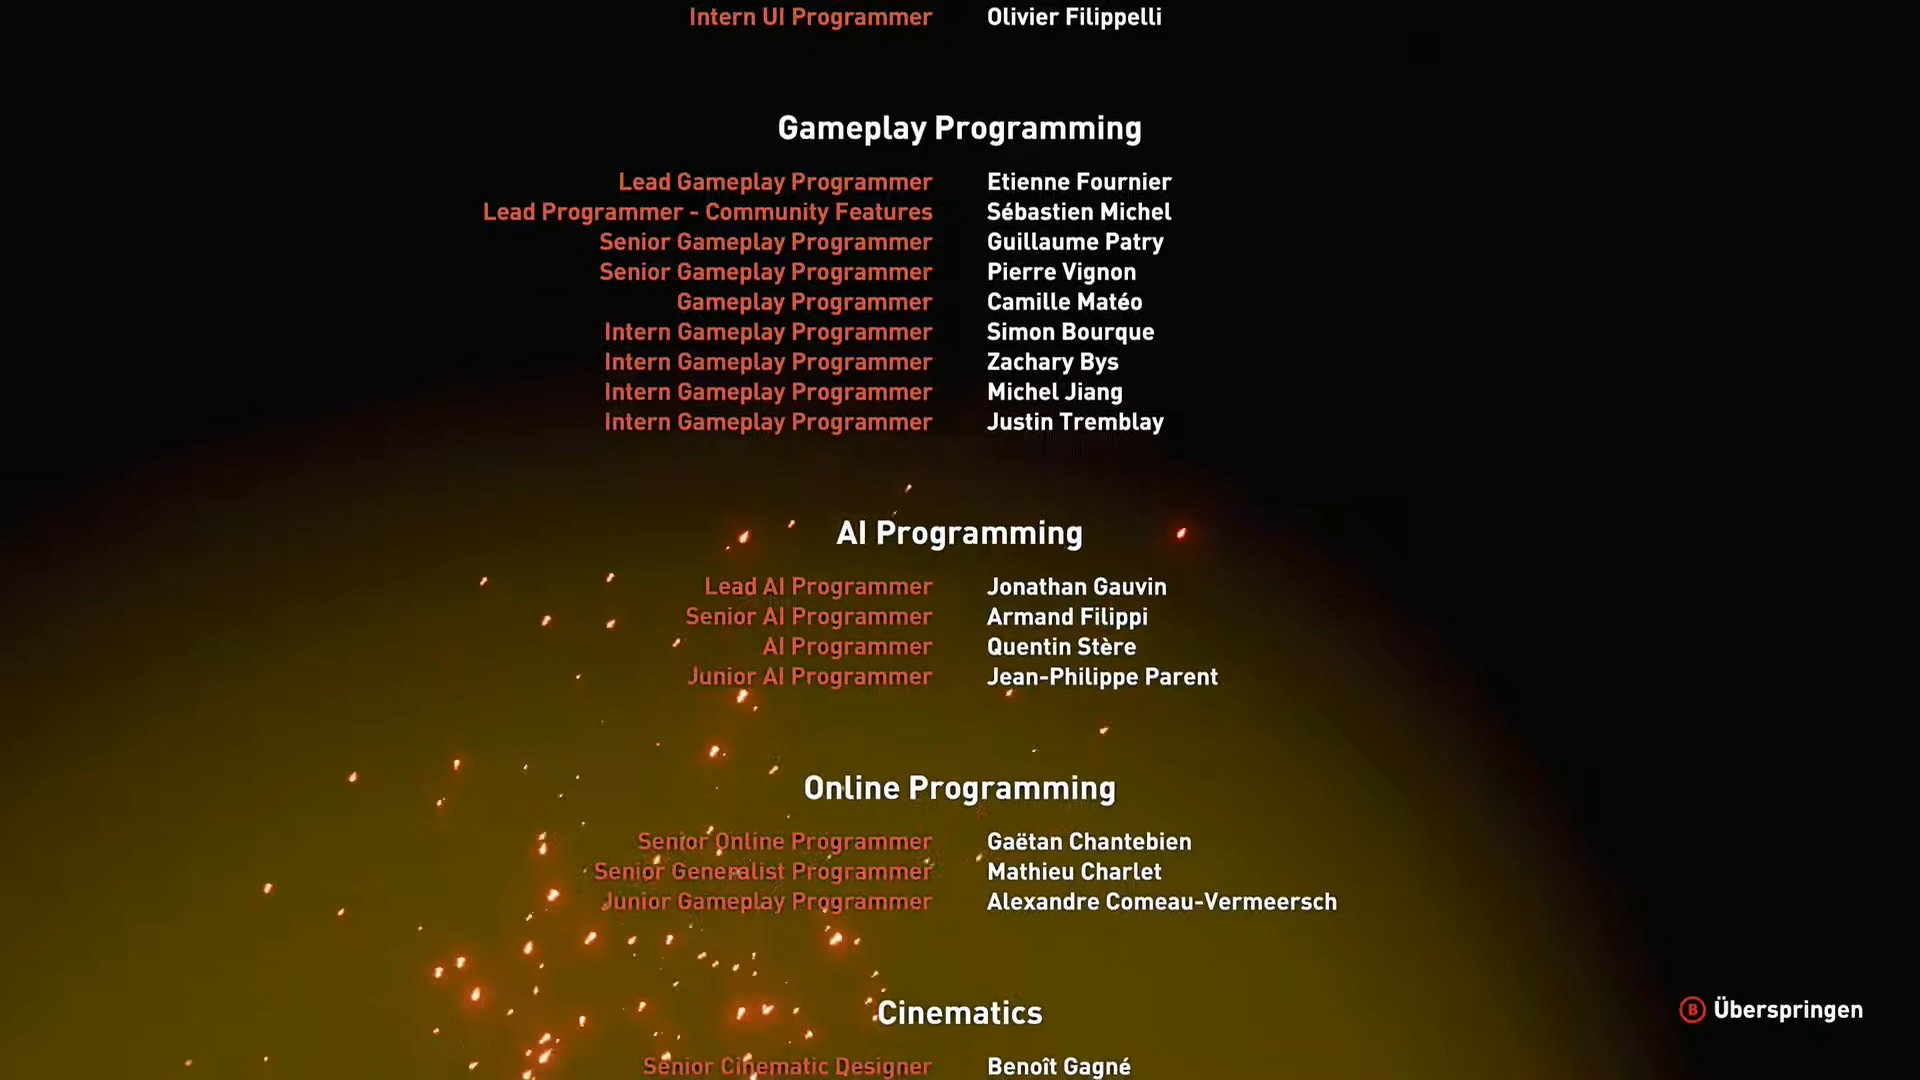 Intern UI Programmer Olivier Filippelli
Gameplay Programming
Lead Gameplay Programmer Etienne Fournier
Lead Programmer - Community Features Sébastien Michel
Senior Gameplay Programmer Guillaume Patry
Senior Gameplay Programmer Pierre Vignon
Gameplay Programmer Camille Matéo
Intern Gameplay Programmer Simon Bourque
Intern Gameplay Programmer Zachary Bys
Intern Gameplay Programmer Michel Jiang
Intern Gameplay Programmer Justin Tremblay
AI Programming
Lead AI Programmer Jonathan Gauvin
Senior AI Programmer Armand Filippi
AI Programmer Quentin Stère
Junior AI Programmer Jean-Philippe Parent
Online Programming
Senior Online Programmer Gaëtan Chantebien
Senior Generalist Programmer Mathieu Charlet
Junior Gameplay Programmer Alexandre Comeau-Vermeersch
Cinematics
Senior Cinematic Designer Benoît Gagné
B Überspringen